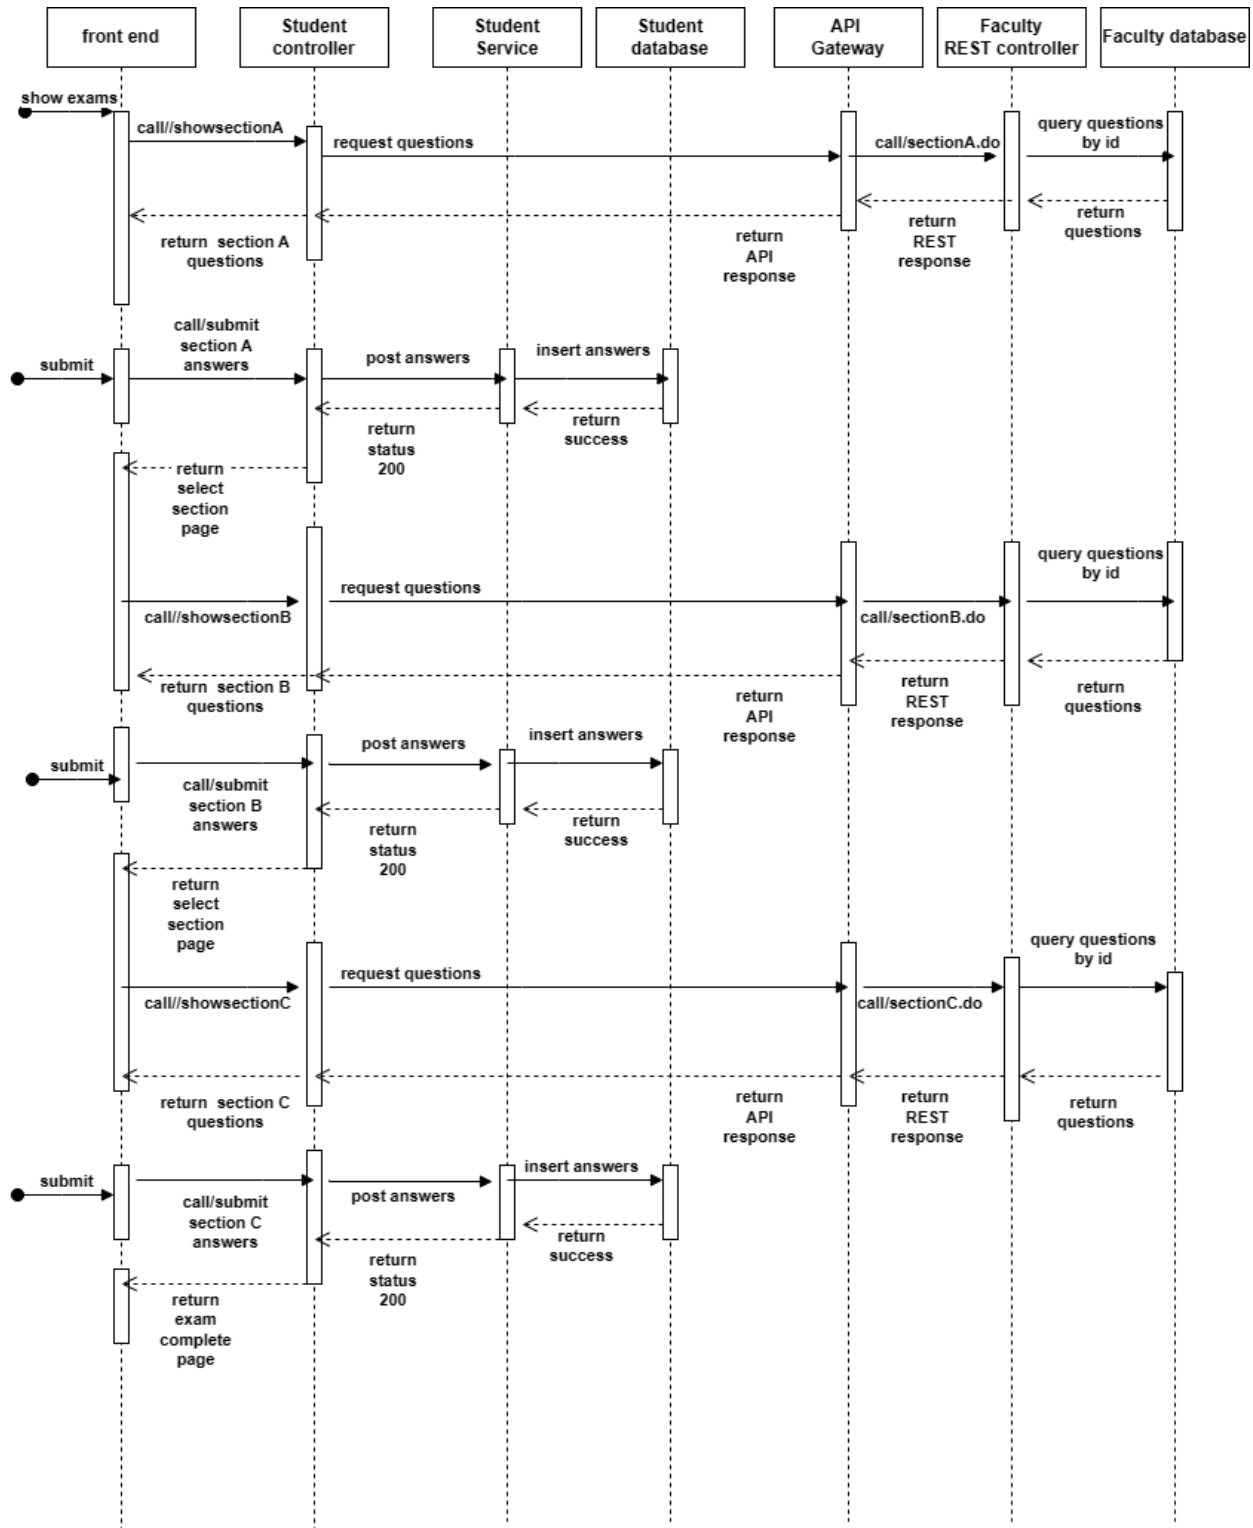 front end
Student
controller
Student
Service
Student
database
API
Gateway
Faculty
REST controller
Faculty database
show exams
call//showsectionA
request questions
call/sectionA.do
query questions
by id
return section A
questions
return
API
response
return
REST
response
return
questions
submit
call/submit
section A
answers
post answers
insert answers
return
success
return
status
200
return
select
section
page
call//showsectionB
request questions
call/sectionB.do
query questions
by id
return section B
questions
return
API
response
return
REST
response
return
questions
submit
call/submit
section B
answers
post answers
insert answers
return
success
return
status
200
return
select
section
page
call//showsectionC
request questions
call/sectionC.do
query questions
by id
return section C
questions
return
API
response
return
REST
response
return
questions
submit
call/submit
section C
answers
post answers
insert answers
return
success
return
status
200
return
exam
complete
page